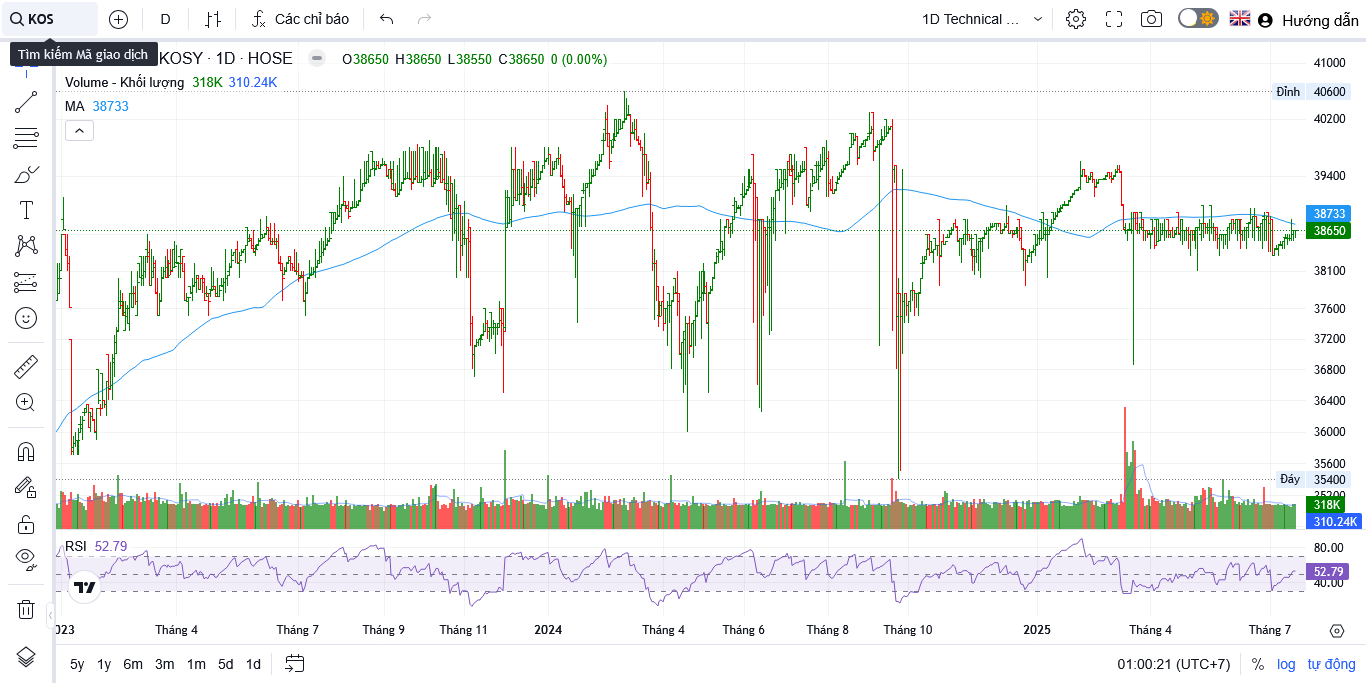 KOS
D
Các chỉ báo
1D Technical ...
Hướng dẫn
Tìm kiếm Mã giao dịch
KOSY · 1D · HOSE
O38650 H38650 L38550 C38650 0 (0.00%)
Volume - Khối lượng 318K 310.24K
MA 38733
41000
Đỉnh 40600
40200
39400
38733
38650
38100
37600
37200
36800
36400
36000
35600
Đáy 35400
35200
318K
310.24K
RSI 52.79
80.00
52.79
40.00
023 Tháng 4 Tháng 7 Tháng 9 Tháng 11 2024 Tháng 4 Tháng 6 Tháng 8 Tháng 10 2025 Tháng 4 Tháng 7
5y 1y 6m 3m 1m 5d 1d
01:00:21 (UTC+7) % log tự động